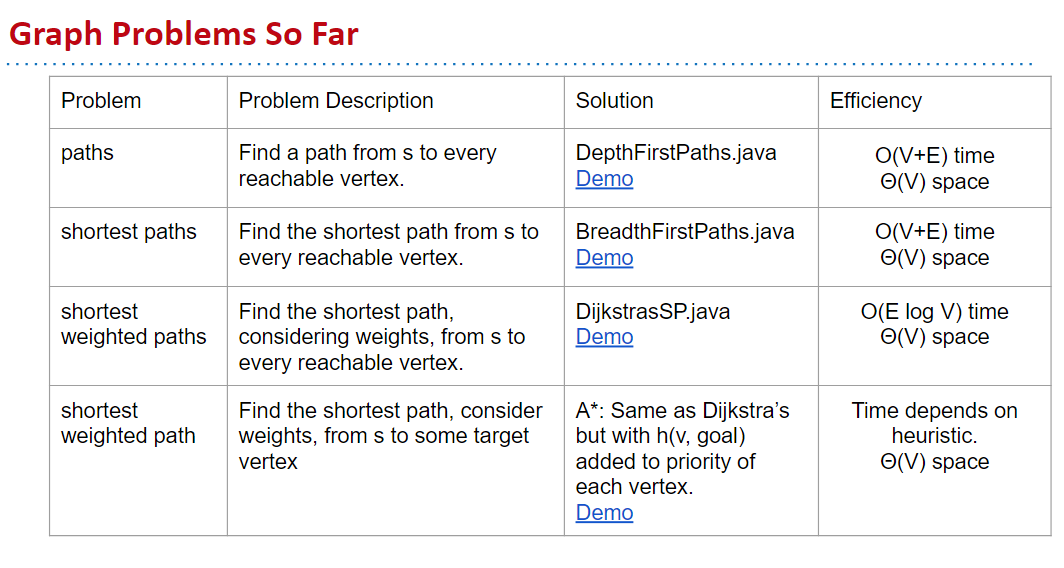 Graph Problems So Far
Problem
Problem Description
Solution
Efficiency
paths
Find a path from s to every
reachable vertex.
DepthFirstPaths.java
Demo
O(V+E) time
Θ(V) space
shortest paths
Find the shortest path from s to
every reachable vertex.
BreadthFirstPaths.java
Demo
O(V+E) time
Θ(V) space
shortest
weighted paths
Find the shortest path,
considering weights, from s to
every reachable vertex.
DijkstrasSP.java
Demo
O(E log V) time
Θ(V) space
shortest
weighted path
Find the shortest path, consider
weights, from s to some target
vertex
A*: Same as Dijkstra’s
but with h(v, goal)
added to priority of
each vertex.
Demo
Time depends on
heuristic.
Θ(V) space